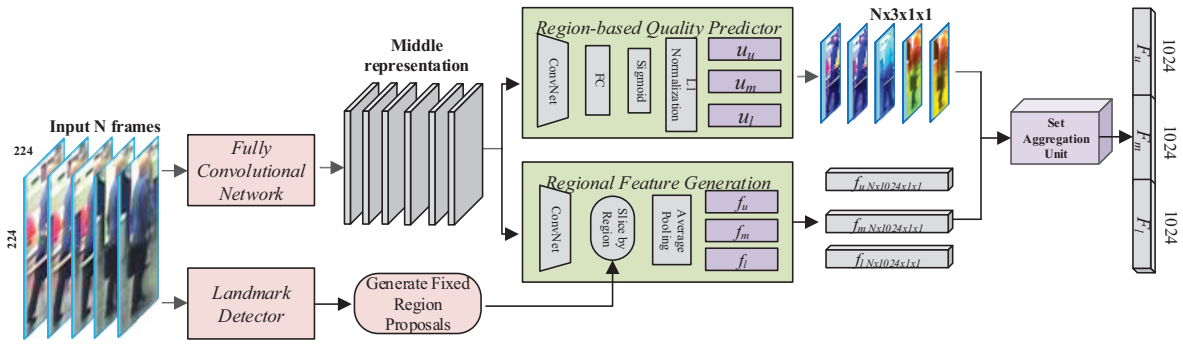 Input N frames
224
224
Fully
Convolutional
Network
Landmark
Detector
Middle
representation
Generate Fixed
Region
Proposals
Region-based Quality Predictor
ConvNet
FC
Sigmoid
L1
Normalization
u_u
u_m
u_l
Regional Feature Generation
ConvNet
Slice by
Region
Average
Pooling
f_u
f_m
f_l
Nx3x1x1
f_u Nx1024x1x1
f_m Nx1024x1x1
f_l Nx1024x1x1
Set
Aggregation
Unit
F_u
F_m
F_l
1024
1024
1024